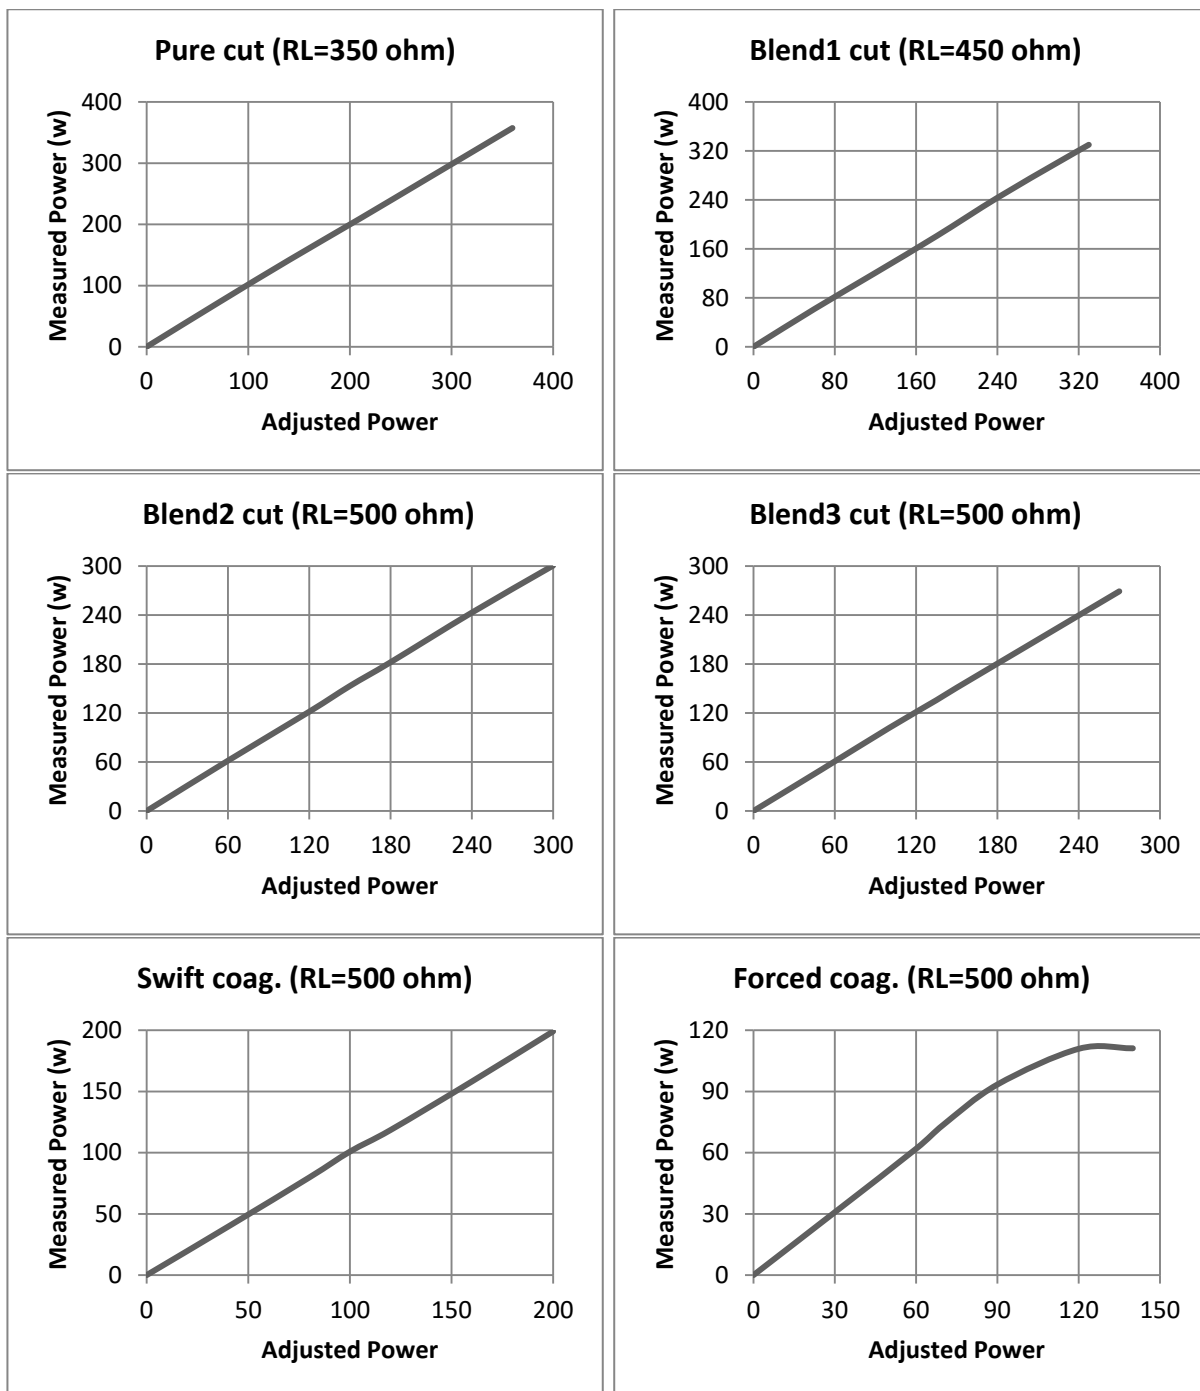 Pure cut (RL=350 ohm)
Measured Power (w)
400
300
200
100
0
0 100 200 300 400
Adjusted Power
Blend1 cut (RL=450 ohm)
Measured Power (w)
400
320
240
160
80
0
0 80 160 240 320 400
Adjusted Power
Blend2 cut (RL=500 ohm)
Measured Power (w)
300
240
180
120
60
0
0 60 120 180 240 300
Adjusted Power
Blend3 cut (RL=500 ohm)
Measured Power (w)
300
240
180
120
60
0
0 60 120 180 240 300
Adjusted Power
Swift coag. (RL=500 ohm)
Measured Power (w)
200
150
100
50
0
0 50 100 150 200
Adjusted Power
Forced coag. (RL=500 ohm)
Measured Power (w)
120
90
60
30
0
0 30 60 90 120 150
Adjusted Power